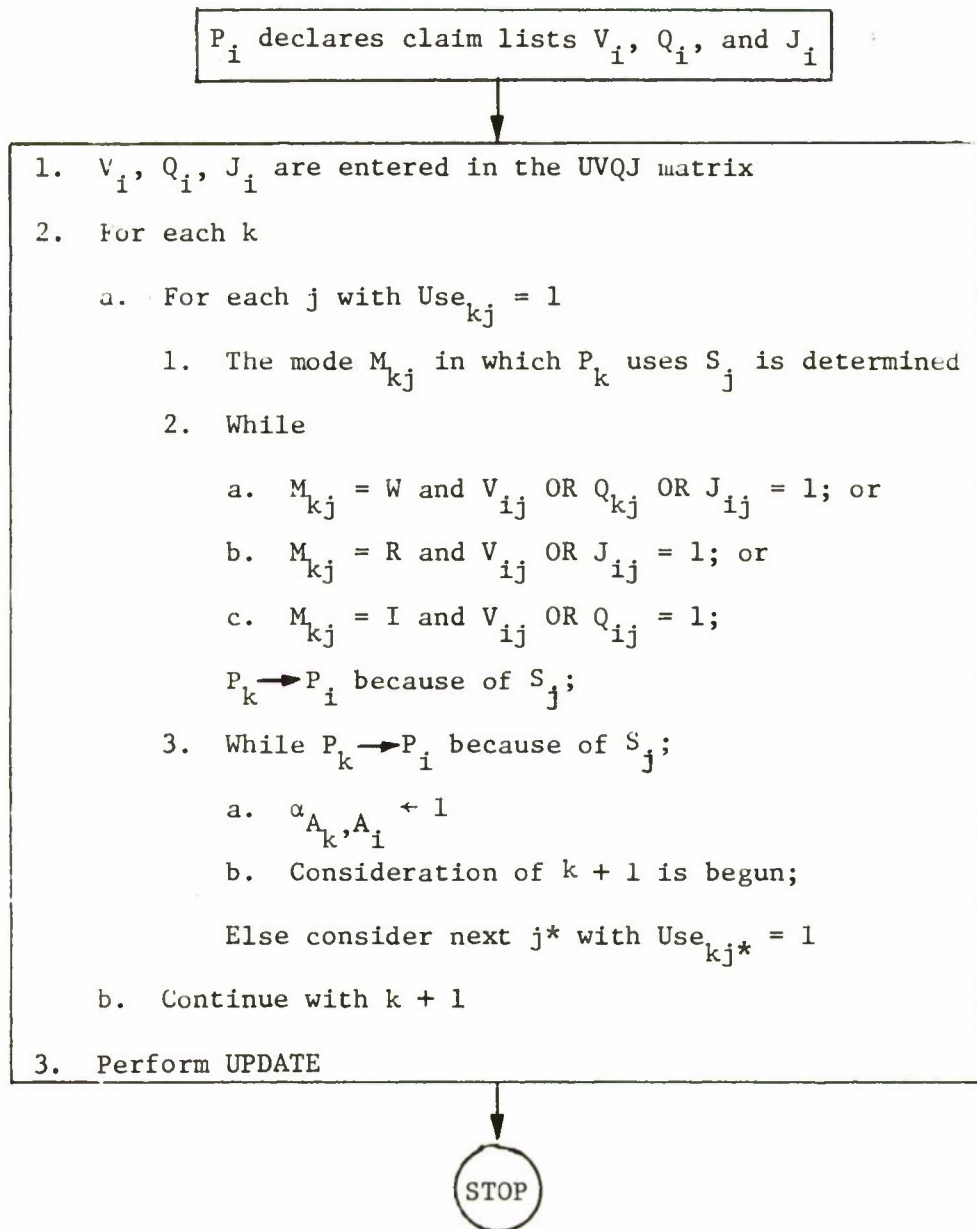 P_i declares claim lists V_i, Q_i, and J_i
1. V_i, Q_i, J_i are entered in the UVQJ matrix
2. For each k
a. For each j with Use_kj = 1
1. The mode M_kj in which P_k uses S_j is determined
2. While
a. M_kj = W and V_ij OR Q_kj OR J_ij = 1; or
b. M_kj = R and V_ij OR J_ij = 1; or
c. M_kj = I and V_ij OR Q_ij = 1;
P_k → P_i because of S_j;
3. While P_k → P_i because of S_j;
a. α_A_k,A_i ← 1
b. Consideration of k + 1 is begun;
Else consider next j* with Use_kj* = 1
b. Continue with k + 1
3. Perform UPDATE
STOP